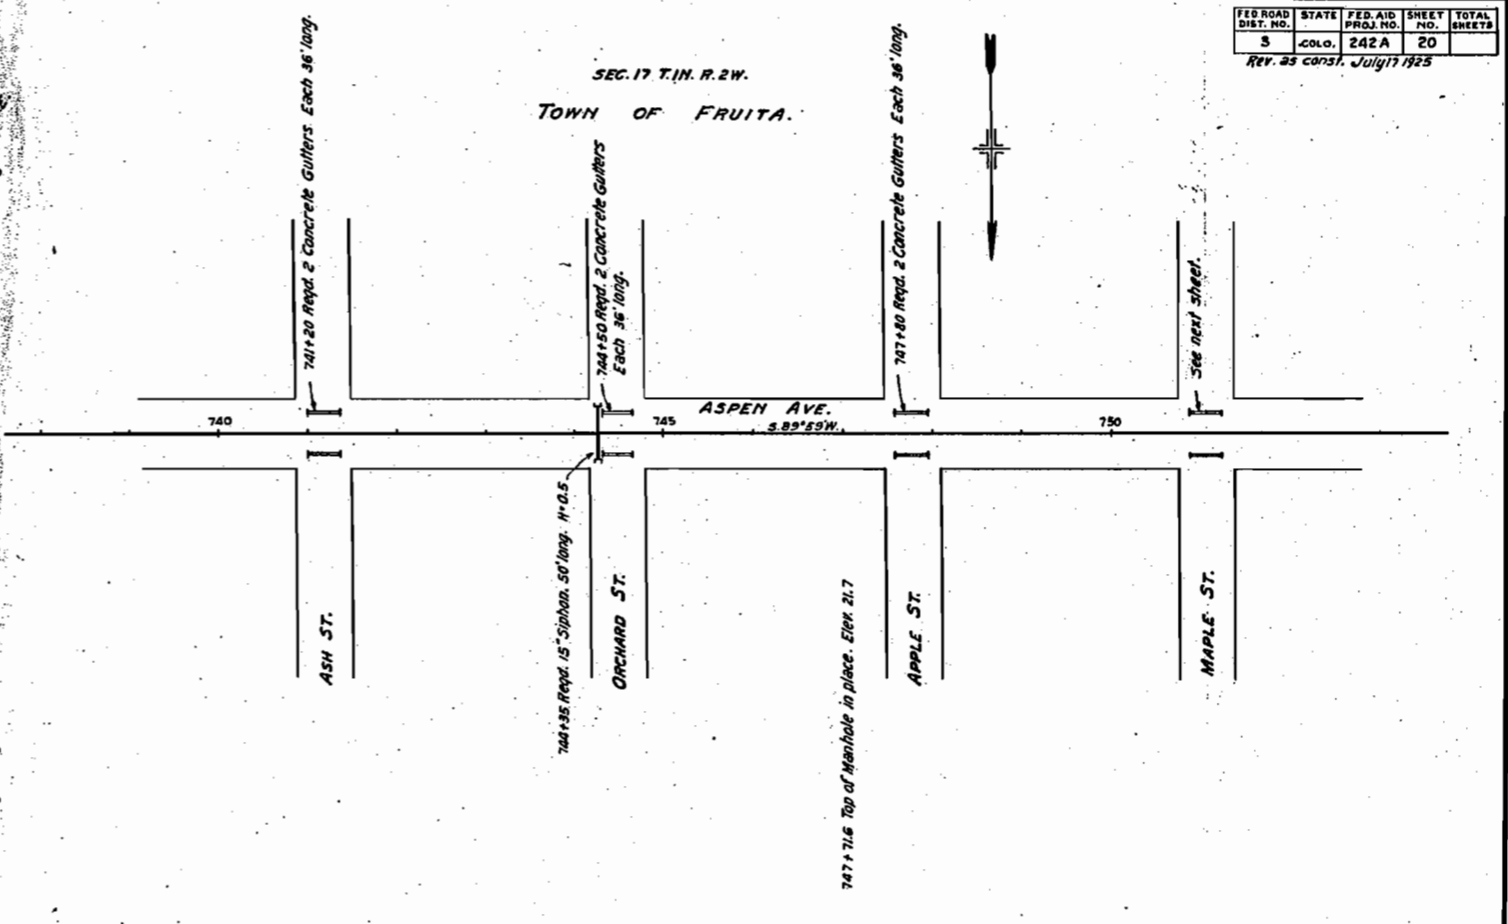 FED. ROAD DIST. NO. STATE FED. AID PROJ. NO. SHEET NO. TOTAL SHEETS
3 COLO. 242A 20
Rev. as const. July 17 1925
SEC. 17 T.1N. R.2W.
TOWN OF FRUITA.
741+20 Reqd. 2 Concrete Gutters Each 36' long.
744+50 Reqd. 2 Concrete Gutters
Each 36' long.
747+80 Reqd. 2 Concrete Gutters Each 36' long.
See next sheet.
740
745
ASPEN AVE.
S.89°59'W.
750
744+35 Reqd. 15" Siphon. 50' long. H=0.5
ASH ST.
ORCHARD ST.
747+71.6 Top of Manhole in place. Elev. 21.7
APPLE ST.
MAPLE ST.